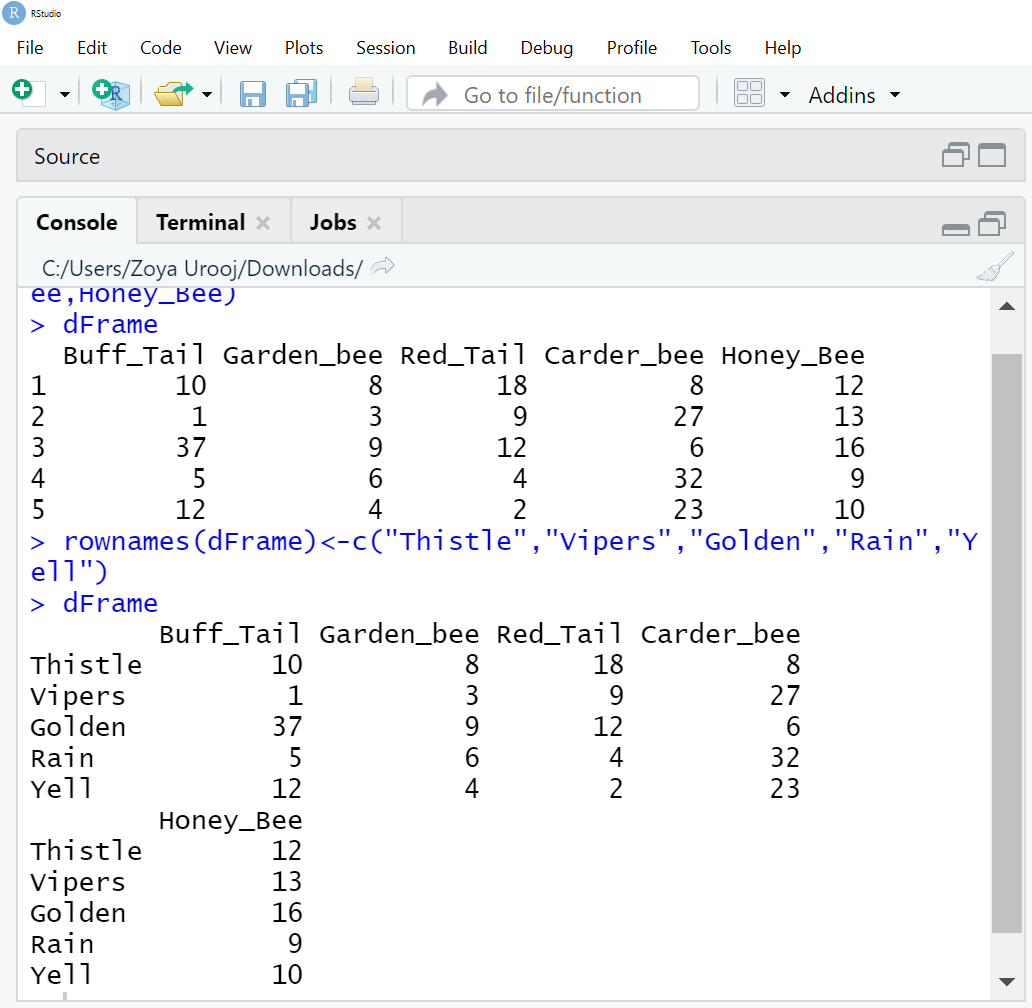 R RStudio
File Edit Code View Plots Session Build Debug Profile Tools Help
R Go to file/function Addins
Source
Console Terminal Jobs
C:/Users/Zoya Urooj/Downloads/
ee,Honey_Bee)
> dFrame
Buff_Tail Garden_bee Red_Tail Carder_bee Honey_Bee
1 10 8 18 8 12
2 1 3 9 27 13
3 37 9 12 6 16
4 5 6 4 32 9
5 12 4 2 23 10
> rownames(dFrame)<-c("Thistle","Vipers","Golden","Rain","Y
ell")
> dFrame
Buff_Tail Garden_bee Red_Tail Carder_bee
Thistle 10 8 18 8
Vipers 1 3 9 27
Golden 37 9 12 6
Rain 5 6 4 32
Yell 12 4 2 23
Honey_Bee
Thistle 12
Vipers 13
Golden 16
Rain 9
Yell 10